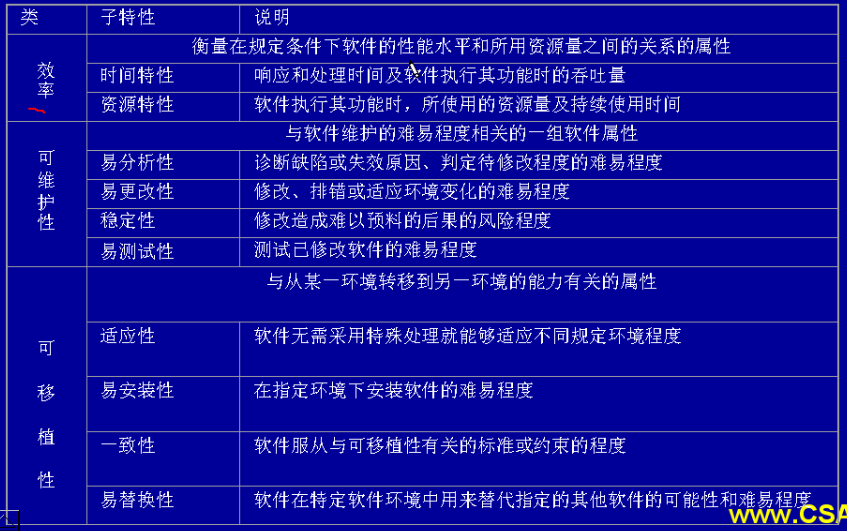 类 子特性 说明
衡量在规定条件下软件的性能水平和所用资源量之间的关系的属性
效率
时间特性 响应和处理时间及软件执行其功能时的吞吐量
资源特性 软件执行其功能时，所使用的资源量及持续使用时间
与软件维护的难易程度相关的一组软件属性
可维护性
易分析性 诊断缺陷或失效原因、判定待修改程度的难易程度
易更改性 修改、排错或适应环境变化的难易程度
稳定性 修改造成难以预料的后果的风险程度
易测试性 测试已修改软件的难易程度
与从某一环境转移到另一环境的能力有关的属性
可移植性
适应性 软件无需采用特殊处理就能够适应不同规定环境程度
易安装性 在指定环境下安装软件的难易程度
一致性 软件服从与可移植性有关的标准或约束的程度
易替换性 软件在特定软件环境中用来替代指定的其他软件的可能性和难易程度
www.CSA